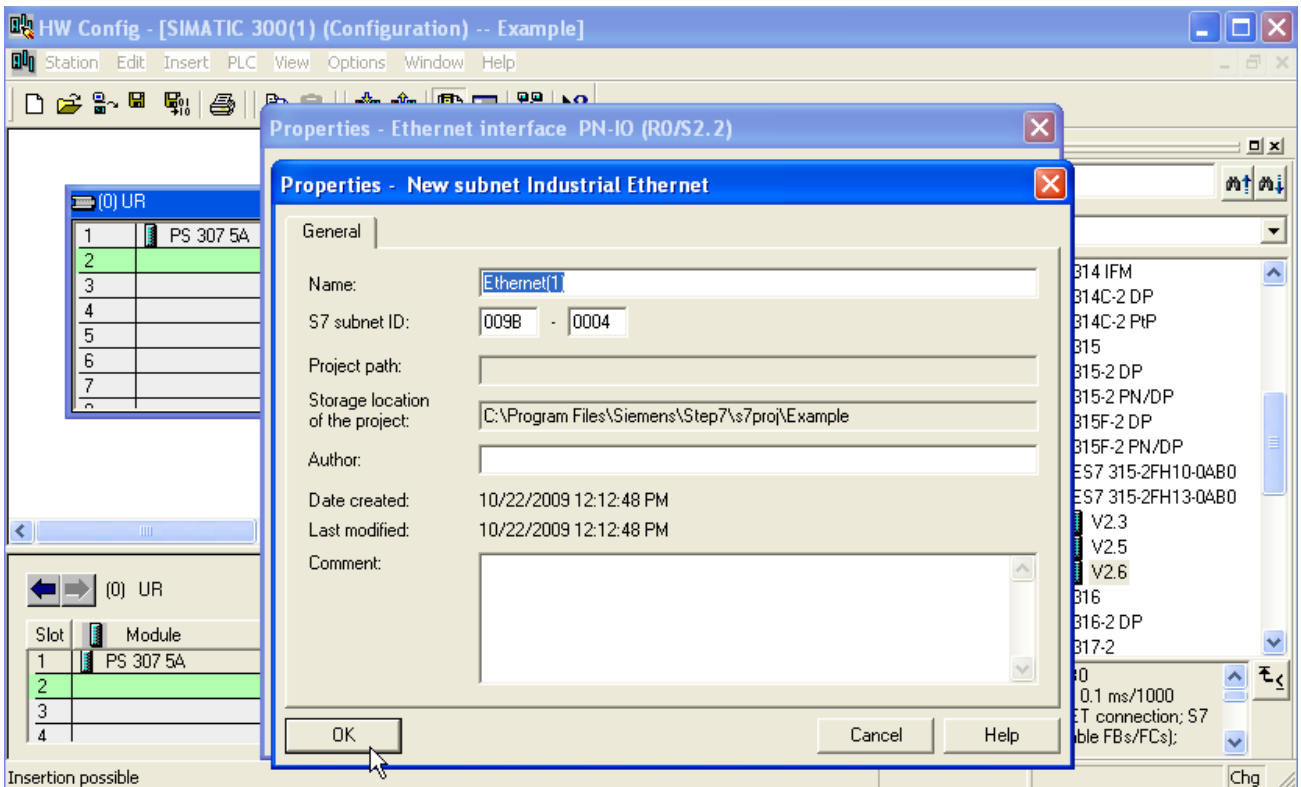 HW Config - [SIMATIC 300(1) (Configuration) -- Example]
Station Edit Insert PLC View Options Window Help
Properties - Ethernet interface PN-IO (R0/S2.2)
Properties - New subnet Industrial Ethernet
(0) UR
1 PS 307 5A
2
3
4
5
6
7
General
Name: Ethernet(1)
S7 subnet ID: 009B - 0004
Project path:
Storage location
of the project: C:\Program Files\Siemens\Step7\s7proj\Example
Author:
Date created: 10/22/2009 12:12:48 PM
Last modified: 10/22/2009 12:12:48 PM
Comment:
OK Cancel Help
314 IFM
314C-2 DP
314C-2 PtP
315
315-2 DP
315-2 PN/DP
315F-2 DP
315F-2 PN/DP
ES7 315-2FH10-0AB0
ES7 315-2FH13-0AB0
V2.3
V2.5
V2.6
316
316-2 DP
317-2
0.1 ms/1000
ET connection; S7
ble FBs/FCs);
(0) UR
Slot Module
1 PS 307 5A
2
3
4
Insertion possible
Chg